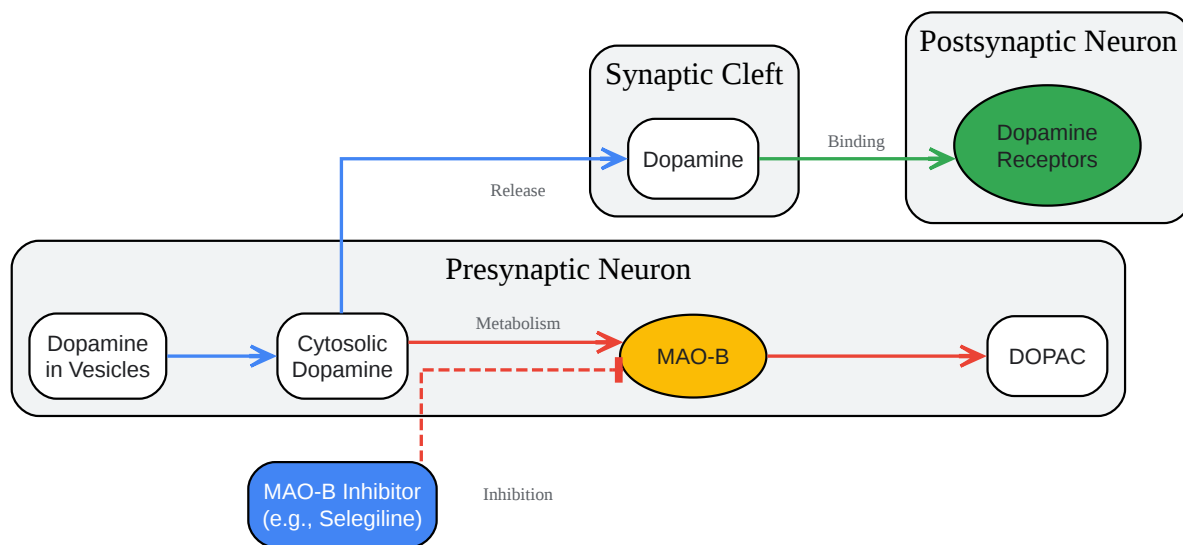 Postsynaptic Neuron
Synaptic Cleft
Dopamine
Binding
Dopamine
Receptors
Release
Presynaptic Neuron
Dopamine
in Vesicles
Cytosolic
Dopamine
Metabolism
MAO-B
DOPAC
MAO-B Inhibitor
(e.g., Selegiline)
Inhibition